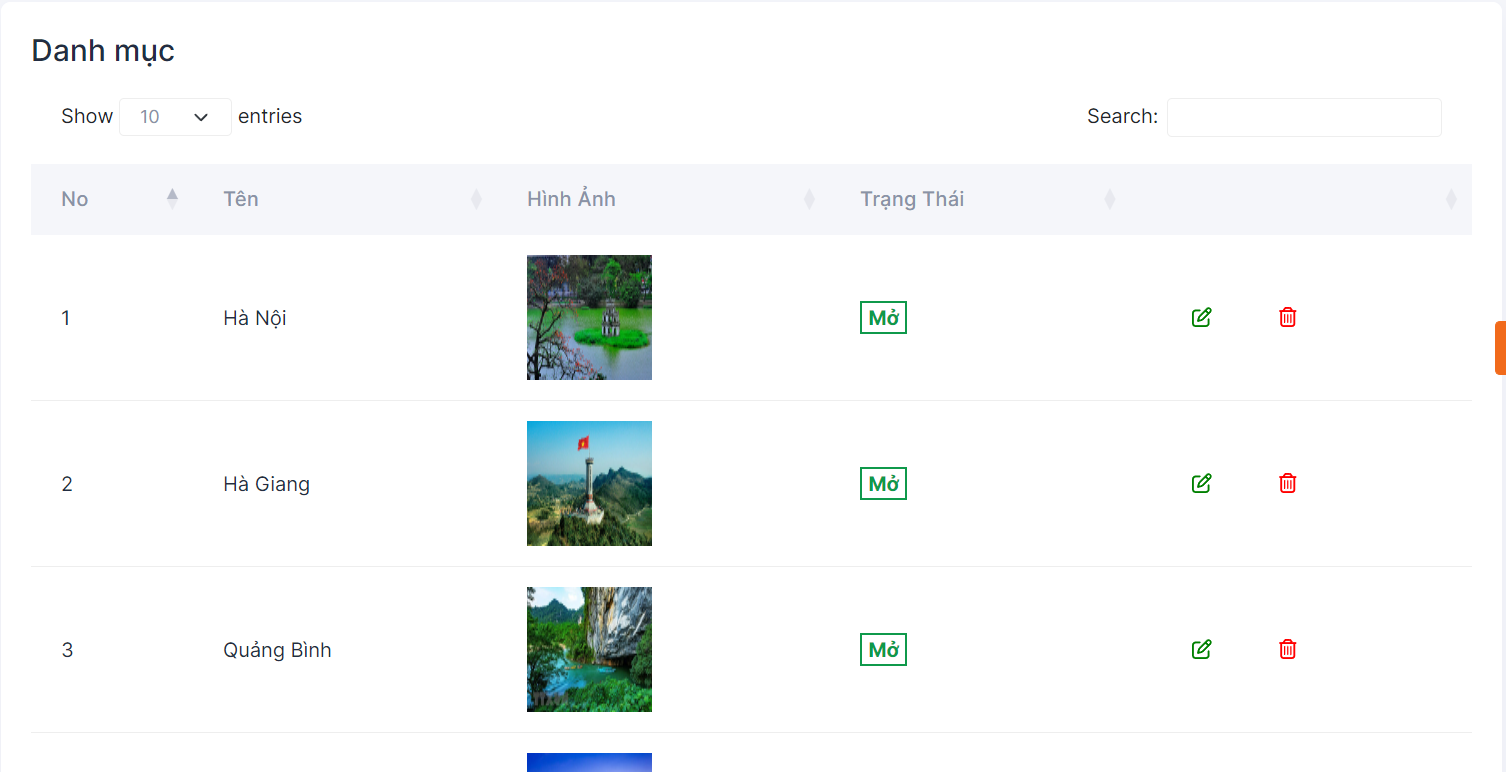 Danh mục
Show 10 entries Search:
No Tên Hình Ảnh Trạng Thái
1 Hà Nội Mở
2 Hà Giang Mở
3 Quảng Bình Mở